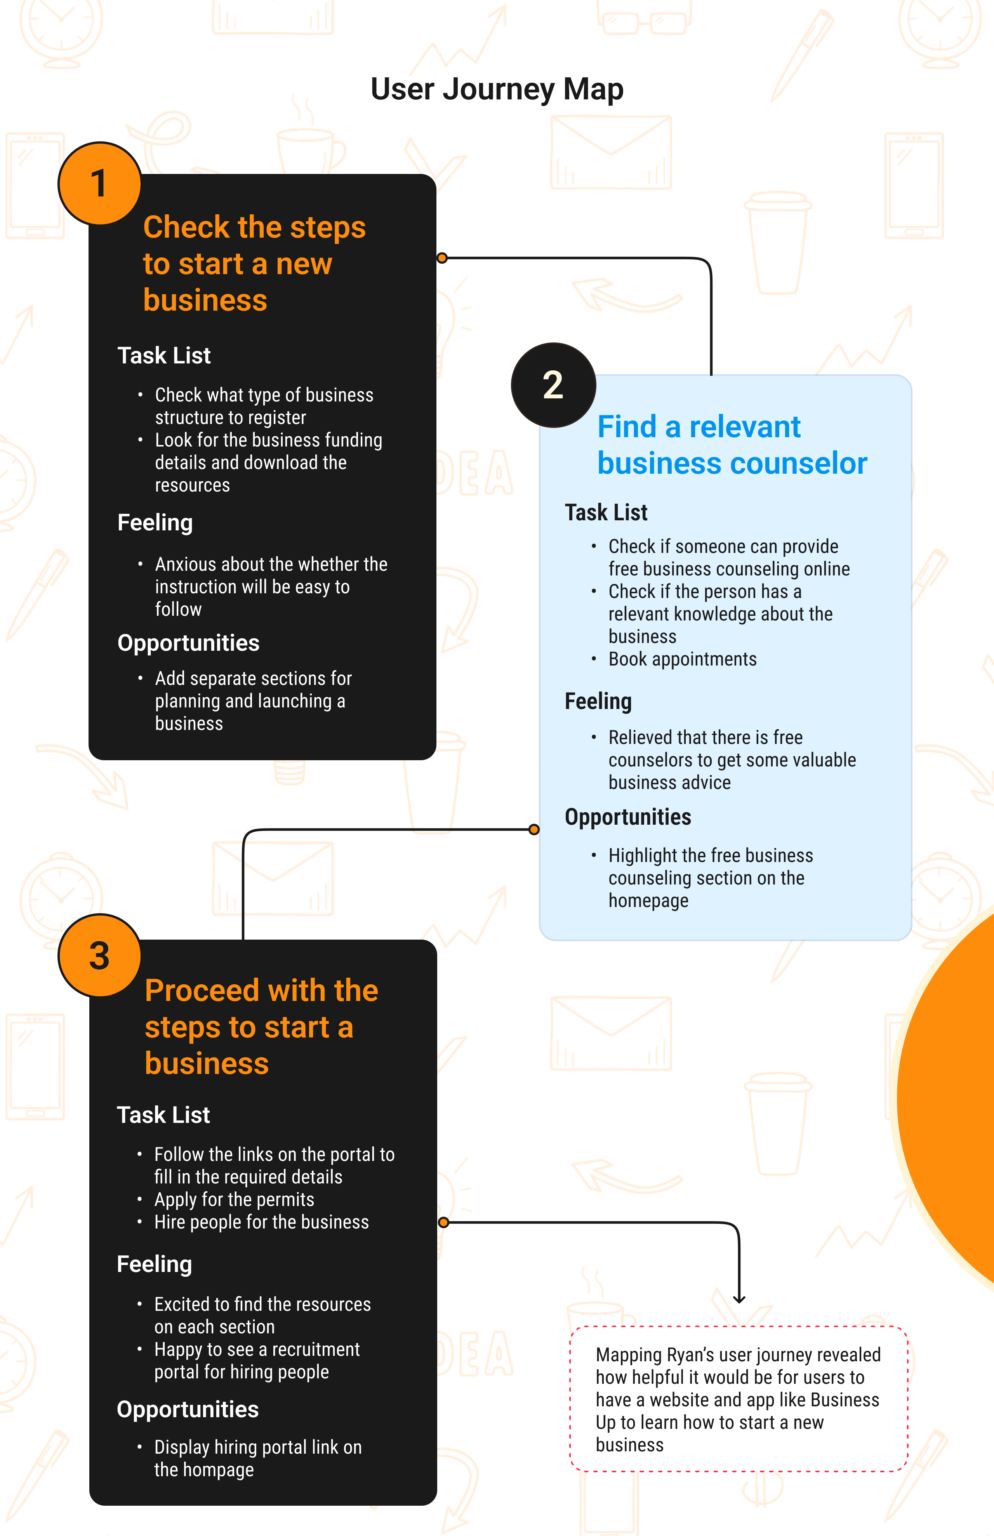 User Journey Map
1
Check the steps
to start a new
business
Task List
• Check what type of business
structure to register
• Look for the business funding
details and download the
resources
Feeling
• Anxious about the whether the
instruction will be easy to
follow
Opportunities
• Add separate sections for
planning and launching a
business
2
Find a relevant
business counselor
Task List
• Check if someone can provide
free business counseling online
• Check if the person has a
relevant knowledge about the
business
• Book appointments
Feeling
• Relieved that there is free
counselors to get some valuable
business advice
Opportunities
• Highlight the free business
counseling section on the
homepage
3
Proceed with the
steps to start a
business
Task List
• Follow the links on the portal to
fill in the required details
• Apply for the permits
• Hire people for the business
Feeling
• Excited to find the resources
on each section
• Happy to see a recruitment
portal for hiring people
Opportunities
• Display hiring portal link on
the hompage
Mapping Ryan’s user journey revealed
how helpful it would be for users to
have a website and app like Business
Up to learn how to start a new
business
DEA
DEA